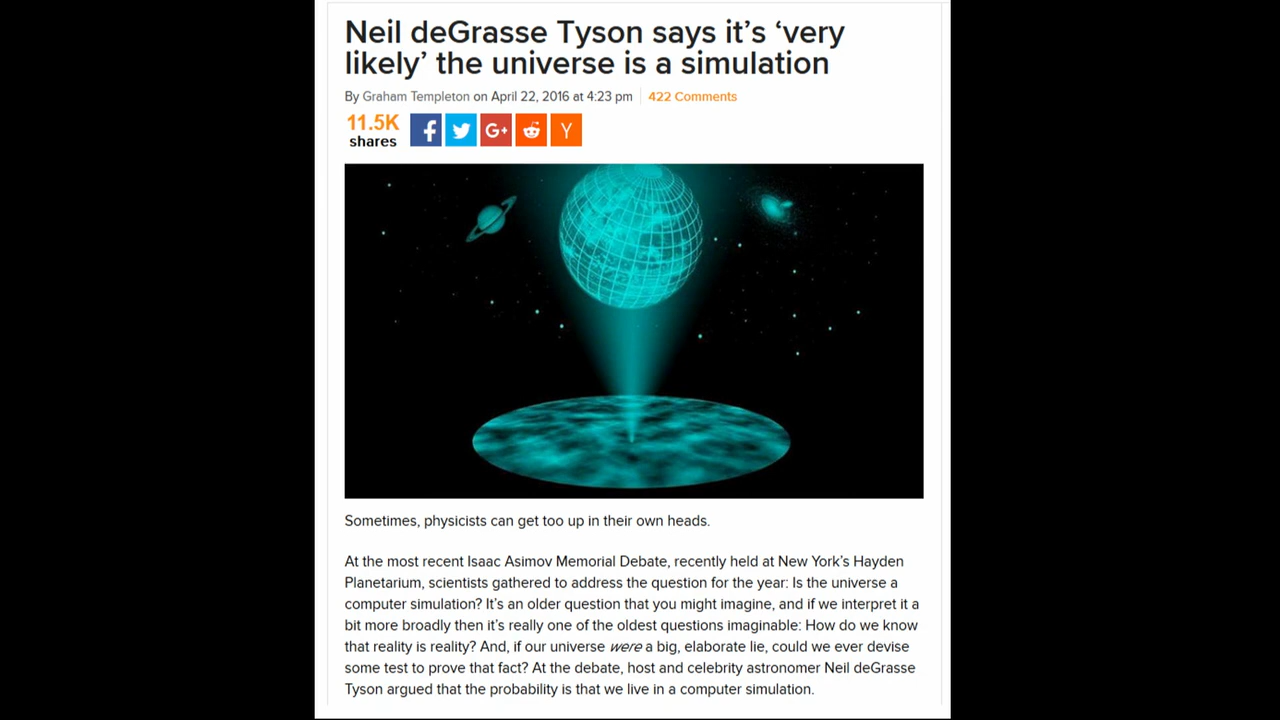 Neil deGrasse Tyson says it’s ‘very
likely’ the universe is a simulation
By Graham Templeton on April 22, 2016 at 4:23 pm 422 Comments
11.5K
shares
f G+ Y
Sometimes, physicists can get too up in their own heads.
At the most recent Isaac Asimov Memorial Debate, recently held at New York’s Hayden
Planetarium, scientists gathered to address the question for the year: Is the universe a
computer simulation? It’s an older question that you might imagine, and if we interpret it a
bit more broadly then it’s really one of the oldest questions imaginable: How do we know
that reality is reality? And, if our universe were a big, elaborate lie, could we ever devise
some test to prove that fact? At the debate, host and celebrity astronomer Neil deGrasse
Tyson argued that the probability is that we live in a computer simulation.